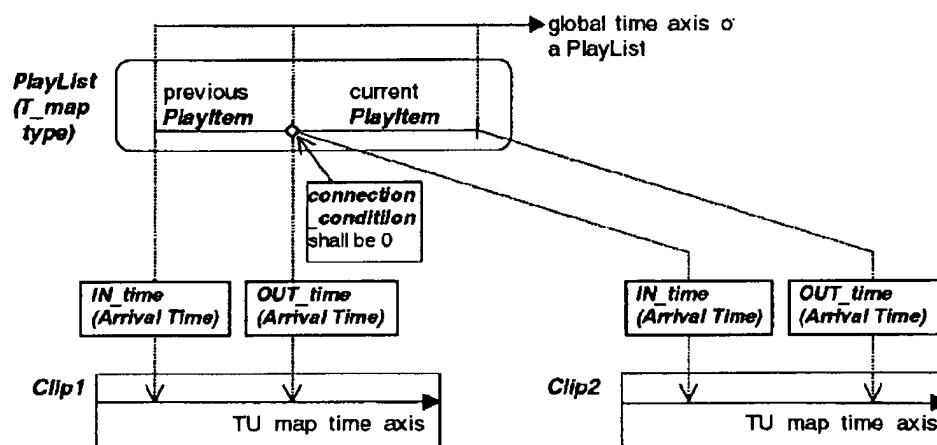 global time axis o
a PlayList
PlayList
(T_map
type)
previous
PlayItem
current
PlayItem
connection
_condition
shall be 0
IN_time
(Arrival Time)
OUT_time
(Arrival Time)
IN_time
(Arrival Time)
OUT_time
(Arrival Time)
Clip1
TU map time axis
Clip2
TU map time axis